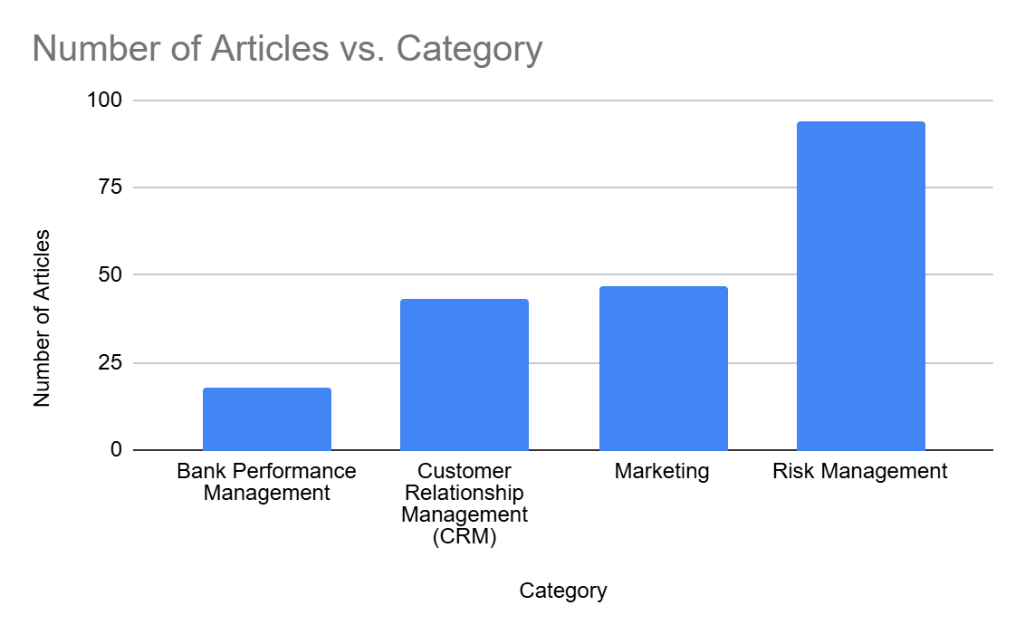 Number of Articles vs. Category
100
75
50
25
0
Number of Articles
Bank Performance
Management
Customer
Relationship
Management
(CRM)
Marketing
Risk Management
Category